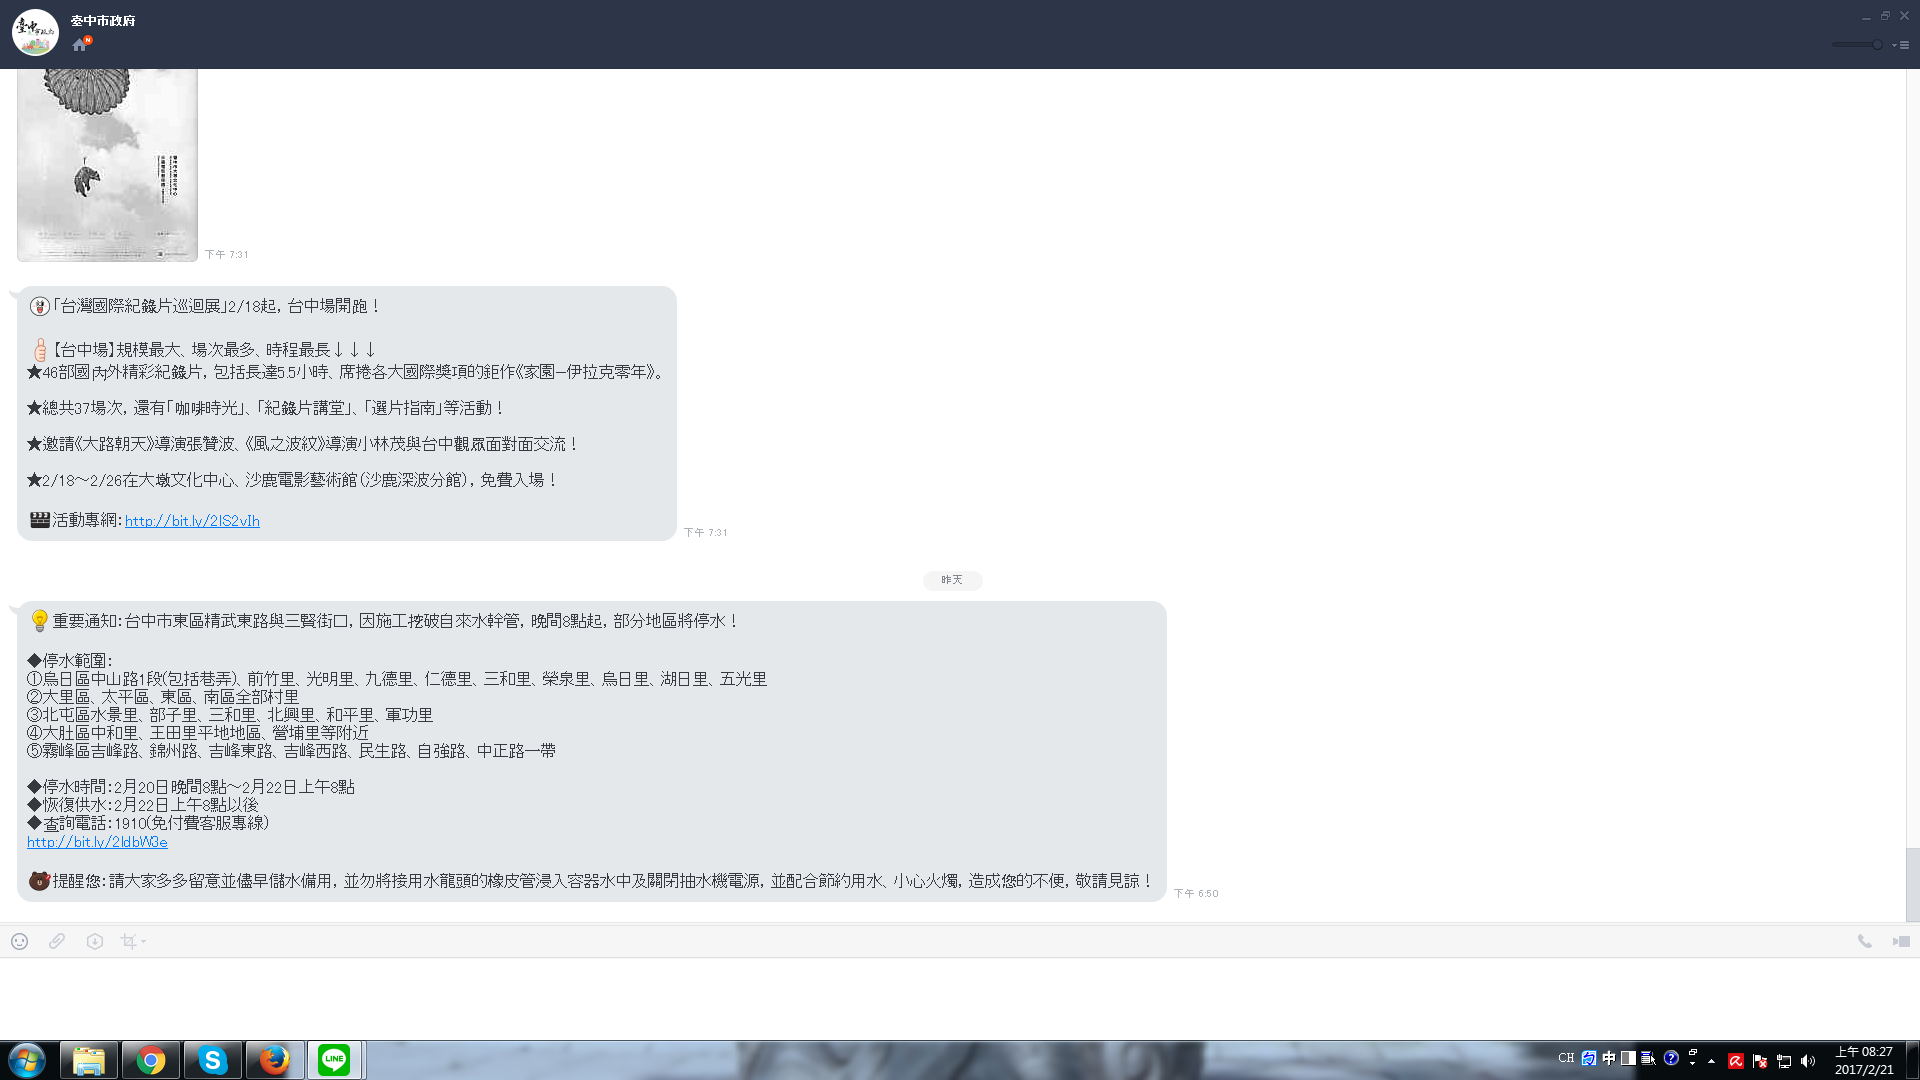 臺中市政府
N
下午 7:31
「台灣國際紀錄片巡迴展」2/18起，台中場開跑！
【台中場】規模最大、場次最多、時程最長↓↓↓
★46部國內外精彩紀錄片，包括長達5.5小時、席捲各大國際獎項的鉅作《家園－伊拉克零年》。
★總共37場次，還有「咖啡時光」、「紀錄片講堂」、「選片指南」等活動！
★邀請《大路朝天》導演張贊波、《風之波紋》導演小林茂與台中觀眾面對面交流！
★2/18～2/26在大墩文化中心、沙鹿電影藝術館（沙鹿深波分館），免費入場！
活動專網：http://bit.ly/2lS2vIh
下午 7:31
昨天
重要通知：台中市東區精武東路與三賢街口，因施工挖破自來水幹管，晚間8點起，部分地區將停水！
◆停水範圍：
①烏日區中山路1段(包括巷弄)、前竹里、光明里、九德里、仁德里、三和里、榮泉里、烏日里、湖日里、五光里
②大里區、太平區、東區、南區全部村里
③北屯區水景里、部子里、三和里、北興里、和平里、軍功里
④大肚區中和里、王田里平地地區、營埔里等附近
⑤霧峰區吉峰路、錦州路、吉峰東路、吉峰西路、民生路、自強路、中正路一帶
◆停水時間：2月20日晚間8點～2月22日上午8點
◆恢復供水：2月22日上午8點以後
◆查詢電話：1910(免付費客服專線)
http://bit.ly/2ldbW3e
提醒您：請大家多多留意並儘早儲水備用，並勿將接用水龍頭的橡皮管浸入容器水中及關閉抽水機電源，並配合節約用水、小心火燭，造成您的不便，敬請見諒！
下午 6:50
LINE
CH
中
上午 08:27
2017/2/21